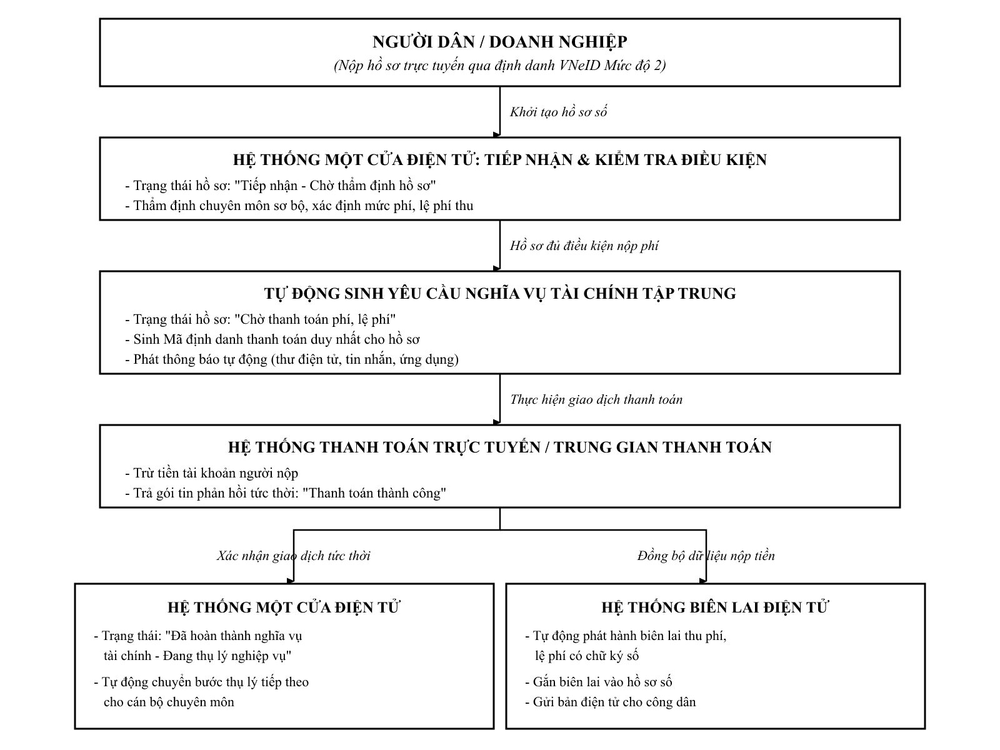 NGƯỜI DÂN / DOANH NGHIỆP
(Nộp hồ sơ trực tuyến qua định danh VNeID Mức độ 2)
Khởi tạo hồ sơ số
HỆ THỐNG MỘT CỬA ĐIỆN TỬ: TIẾP NHẬN & KIỂM TRA ĐIỀU KIỆN
- Trạng thái hồ sơ: "Tiếp nhận - Chờ thẩm định hồ sơ"
- Thẩm định chuyên môn sơ bộ, xác định mức phí, lệ phí thu
Hồ sơ đủ điều kiện nộp phí
TỰ ĐỘNG SINH YÊU CẦU NGHĨA VỤ TÀI CHÍNH TẬP TRUNG
- Trạng thái hồ sơ: "Chờ thanh toán phí, lệ phí"
- Sinh Mã định danh thanh toán duy nhất cho hồ sơ
- Phát thông báo tự động (thư điện tử, tin nhắn, ứng dụng)
Thực hiện giao dịch thanh toán
HỆ THỐNG THANH TOÁN TRỰC TUYẾN / TRUNG GIAN THANH TOÁN
- Trừ tiền tài khoản người nộp
- Trả gói tin phản hồi tức thời: "Thanh toán thành công"
Xác nhận giao dịch tức thời
Đồng bộ dữ liệu nộp tiền
HỆ THỐNG MỘT CỬA ĐIỆN TỬ
- Trạng thái: "Đã hoàn thành nghĩa vụ
tài chính - Đang thụ lý nghiệp vụ"
- Tự động chuyển bước thụ lý tiếp theo
cho cán bộ chuyên môn
HỆ THỐNG BIÊN LAI ĐIỆN TỬ
- Tự động phát hành biên lai thu phí,
lệ phí có chữ ký số
- Gắn biên lai vào hồ sơ số
- Gửi bản điện tử cho công dân